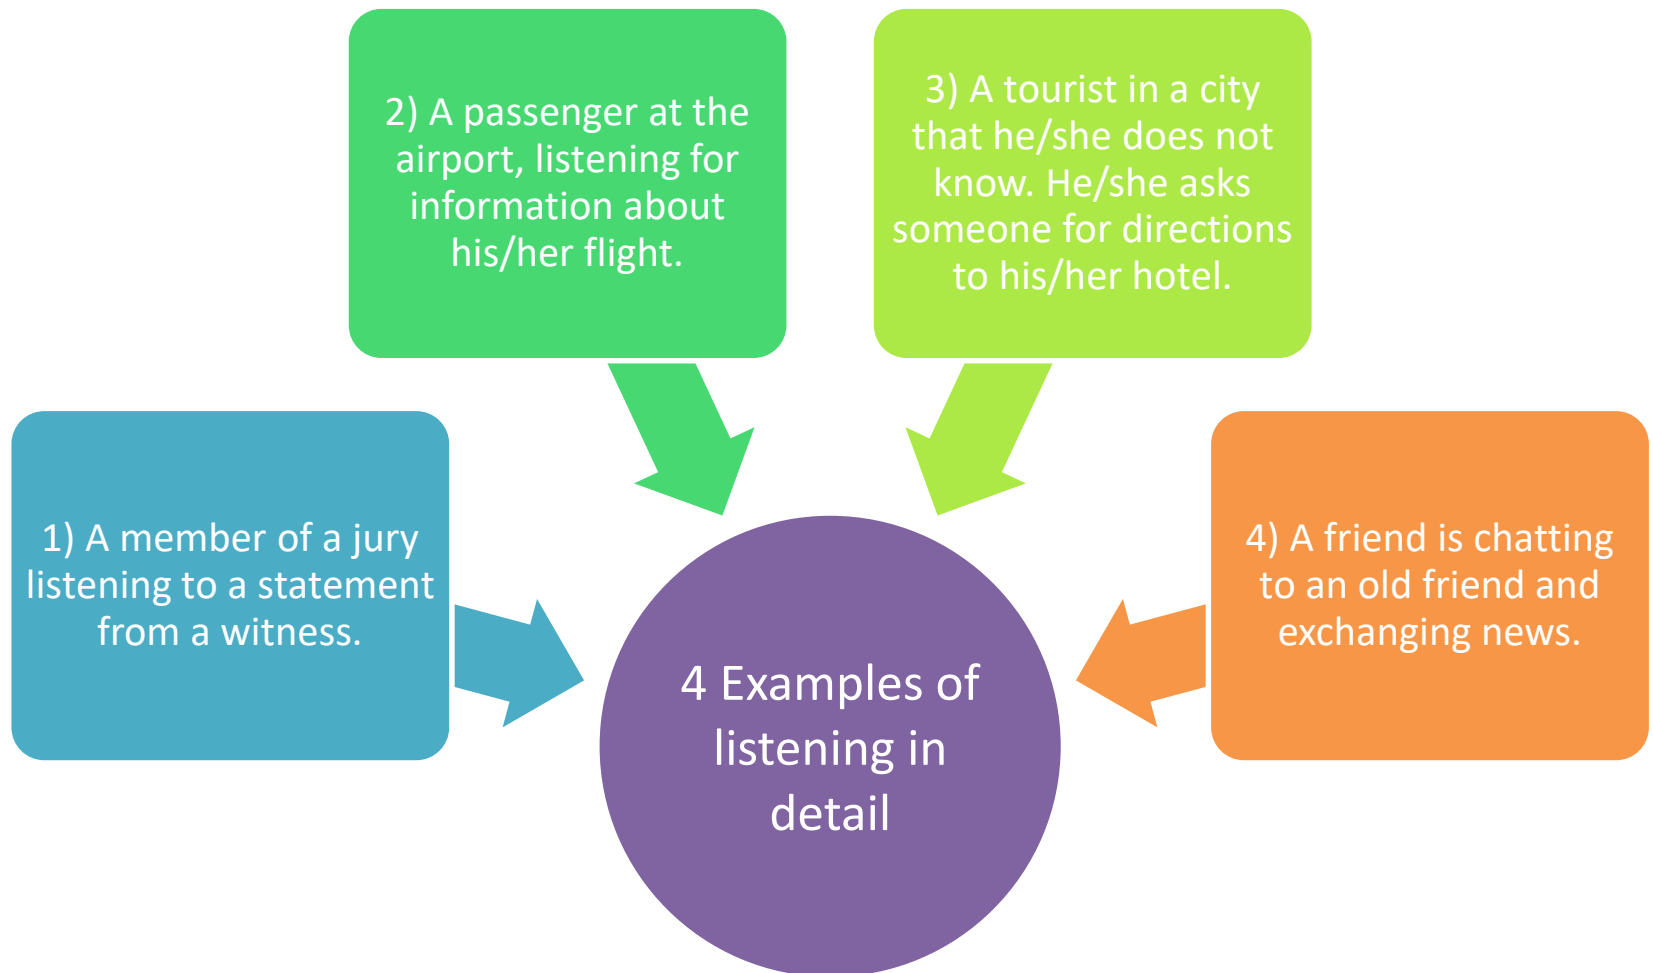 1) A member of a jury
listening to a statement
from a witness.
2) A passenger at the
airport, listening for
information about
his/her flight.
3) A tourist in a city
that he/she does not
know. He/she asks
someone for directions
to his/her hotel.
4) A friend is chatting
to an old friend and
exchanging news.
4 Examples of
listening in
detail